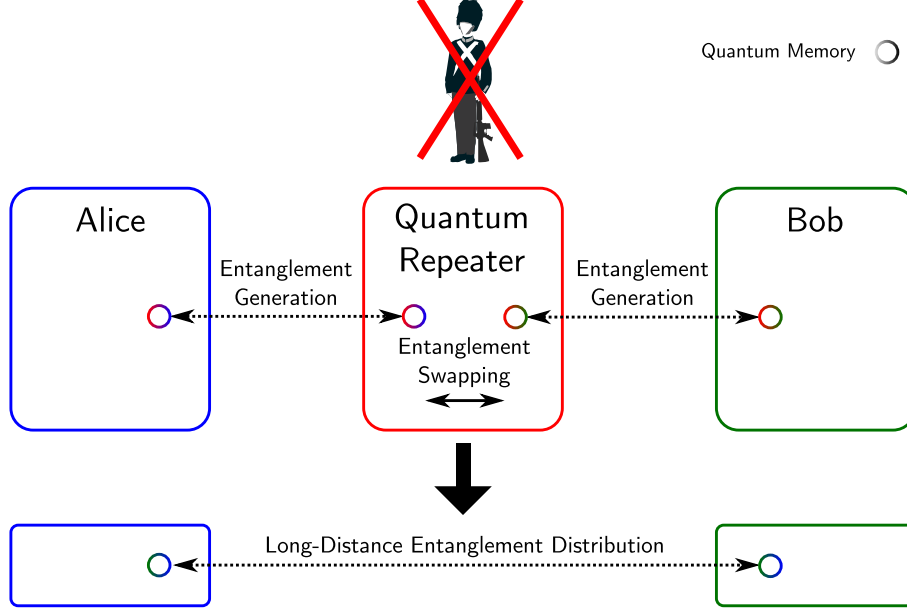 Quantum Memory
Alice
Quantum
Repeater
Bob
Entanglement
Generation
Entanglement
Generation
Entanglement
Swapping
Long-Distance Entanglement Distribution